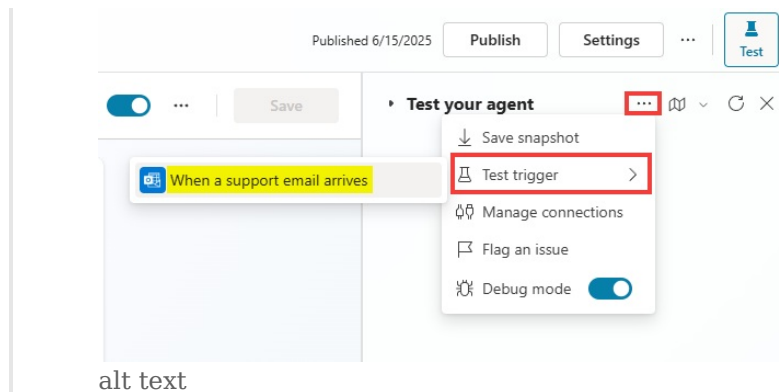 Published 6/15/2025 Publish Settings ... Test
... Save Test your agent ...
Save snapshot
When a support email arrives Test trigger
Manage connections
Flag an issue
Debug mode
alt text